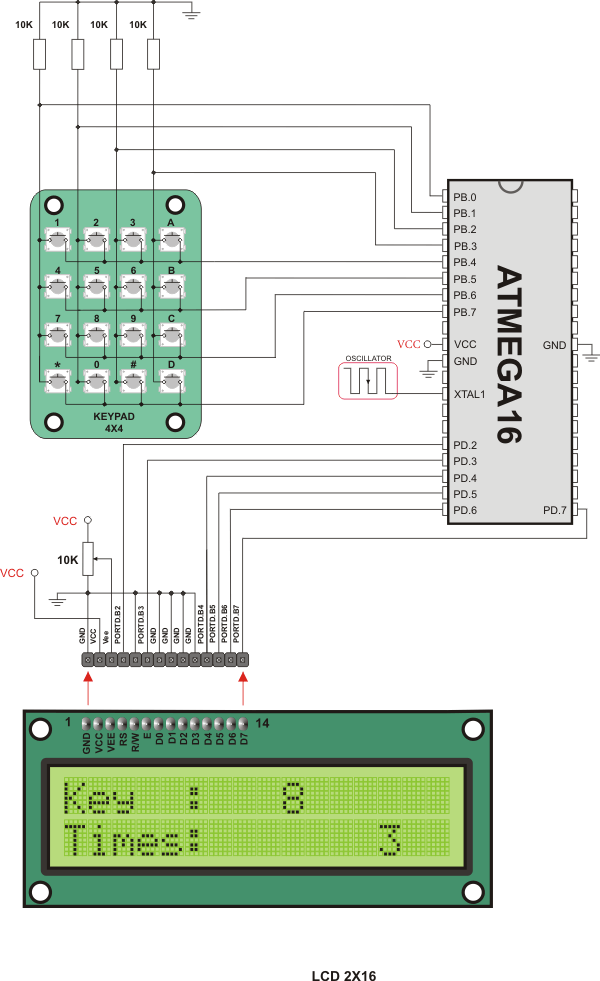 10K 10K 10K 10K
1 2 3 A
4 5 6 B
7 8 9 C
* 0 # D
KEYPAD
4X4
ATMEGA16
PB.0
PB.1
PB.2
PB.3
PB.4
PB.5
PB.6
PB.7
VCC VCC
GND
GND
OSCILLATOR
XTAL1
PD.2
PD.3
PD.4
PD.5
PD.6
PD.7
VCC
10K
VCC
GND
VCC
Vee
PORTD.B2
PORTD.B3
GND
GND
GND
GND
PORTD.B4
PORTD.B5
PORTD.B6
PORTD.B7
1 14
GND
VCC
VEE
RS
R/W
E
D0
D1
D2
D3
D4
D5
D6
D7
Key : 8
Times: 3
LCD 2X16